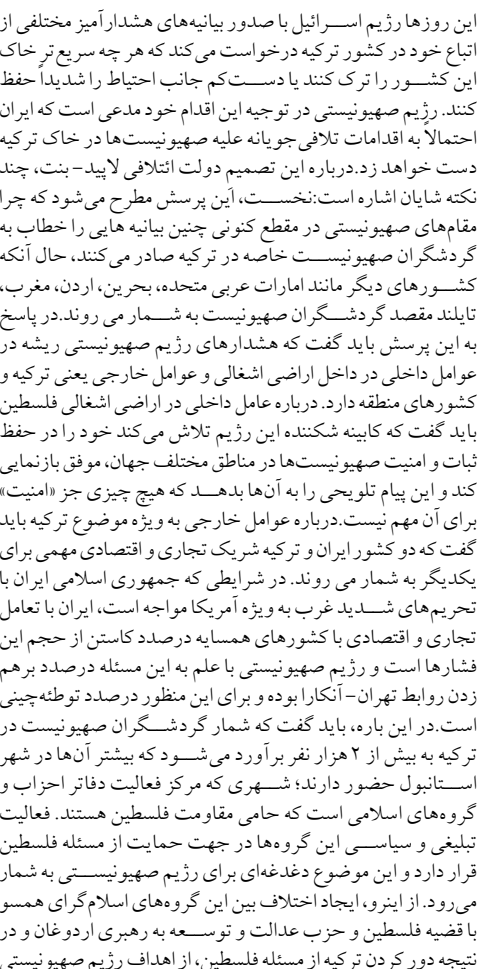 این روزها رژیم اسرائیل با صدور بیانیه‌های هشدارآمیز مختلفی از
اتباع خود در کشور ترکیه درخواست می‌کند که هر چه سریع‌تر خاک
این کشور را ترک کنند یا دست‌کم جانب احتیاط را شدیداً حفظ
کنند. رژیم صهیونیستی در توجیه این اقدام خود مدعی است که ایران
احتمالاً به اقدامات تلافی‌جویانه علیه صهیونیست‌ها در خاک ترکیه
دست خواهد زد.درباره این تصمیم دولت ائتلافی لاپید- بنت، چند
نکته شایان اشاره است:نخست، این پرسش مطرح می‌شود که چرا
مقام‌های صهیونیستی در مقطع کنونی چنین بیانیه هایی را خطاب به
گردشگران صهیونیست خاصه در ترکیه صادر می‌کنند، حال آنکه
کشورهای دیگر مانند امارات عربی متحده، بحرین، اردن، مغرب،
تایلند مقصد گردشگران صهیونیست به شمار می روند.در پاسخ
به این پرسش باید گفت که هشدارهای رژیم صهیونیستی ریشه در
عوامل داخلی در داخل اراضی اشغالی و عوامل خارجی یعنی ترکیه و
کشورهای منطقه دارد. درباره عامل داخلی در اراضی اشغالی فلسطین
باید گفت که کابینه شکننده این رژیم تلاش می‌کند خود را در حفظ
ثبات و امنیت صهیونیست‌ها در مناطق مختلف جهان، موفق بازنمایی
کند و این پیام تلویحی را به آن‌ها بدهد که هیچ چیزی جز «امنیت»
برای آن مهم نیست.درباره عوامل خارجی به ویژه موضوع ترکیه باید
گفت که دو کشور ایران و ترکیه شریک تجاری و اقتصادی مهمی برای
یکدیگر به شمار می روند. در شرایطی که جمهوری اسلامی ایران با
تحریم‌های شدید غرب به ویژه آمریکا مواجه است، ایران با تعامل
تجاری و اقتصادی با کشورهای همسایه درصدد کاستن از حجم این
فشارها است و رژیم صهیونیستی با علم به این مسئله درصدد برهم
زدن روابط تهران- آنکارا بوده و برای این منظور درصدد توطئه‌چینی
است.در این باره، باید گفت که شمار گردشگران صهیونیست در
ترکیه به بیش از ۲ هزار نفر برآورد می‌شود که بیشتر آن‌ها در شهر
استانبول حضور دارند؛ شهری که مرکز فعالیت دفاتر احزاب و
گروه‌های اسلامی است که حامی مقاومت فلسطین هستند. فعالیت
تبلیغی و سیاسی این گروه‌ها در جهت حمایت از مسئله فلسطین
قرار دارد و این موضوع دغدغه‌ای برای رژیم صهیونیستی به شمار
می‌رود. از اینرو، ایجاد اختلاف بین این گروه‌های اسلام‌گرای همسو
با قضیه فلسطین و حزب عدالت و توسعه به رهبری اردوغان و در
نتیجه دور کردن ترکیه از مسئله فلسطین، از اهداف رژیم صهیونیستی